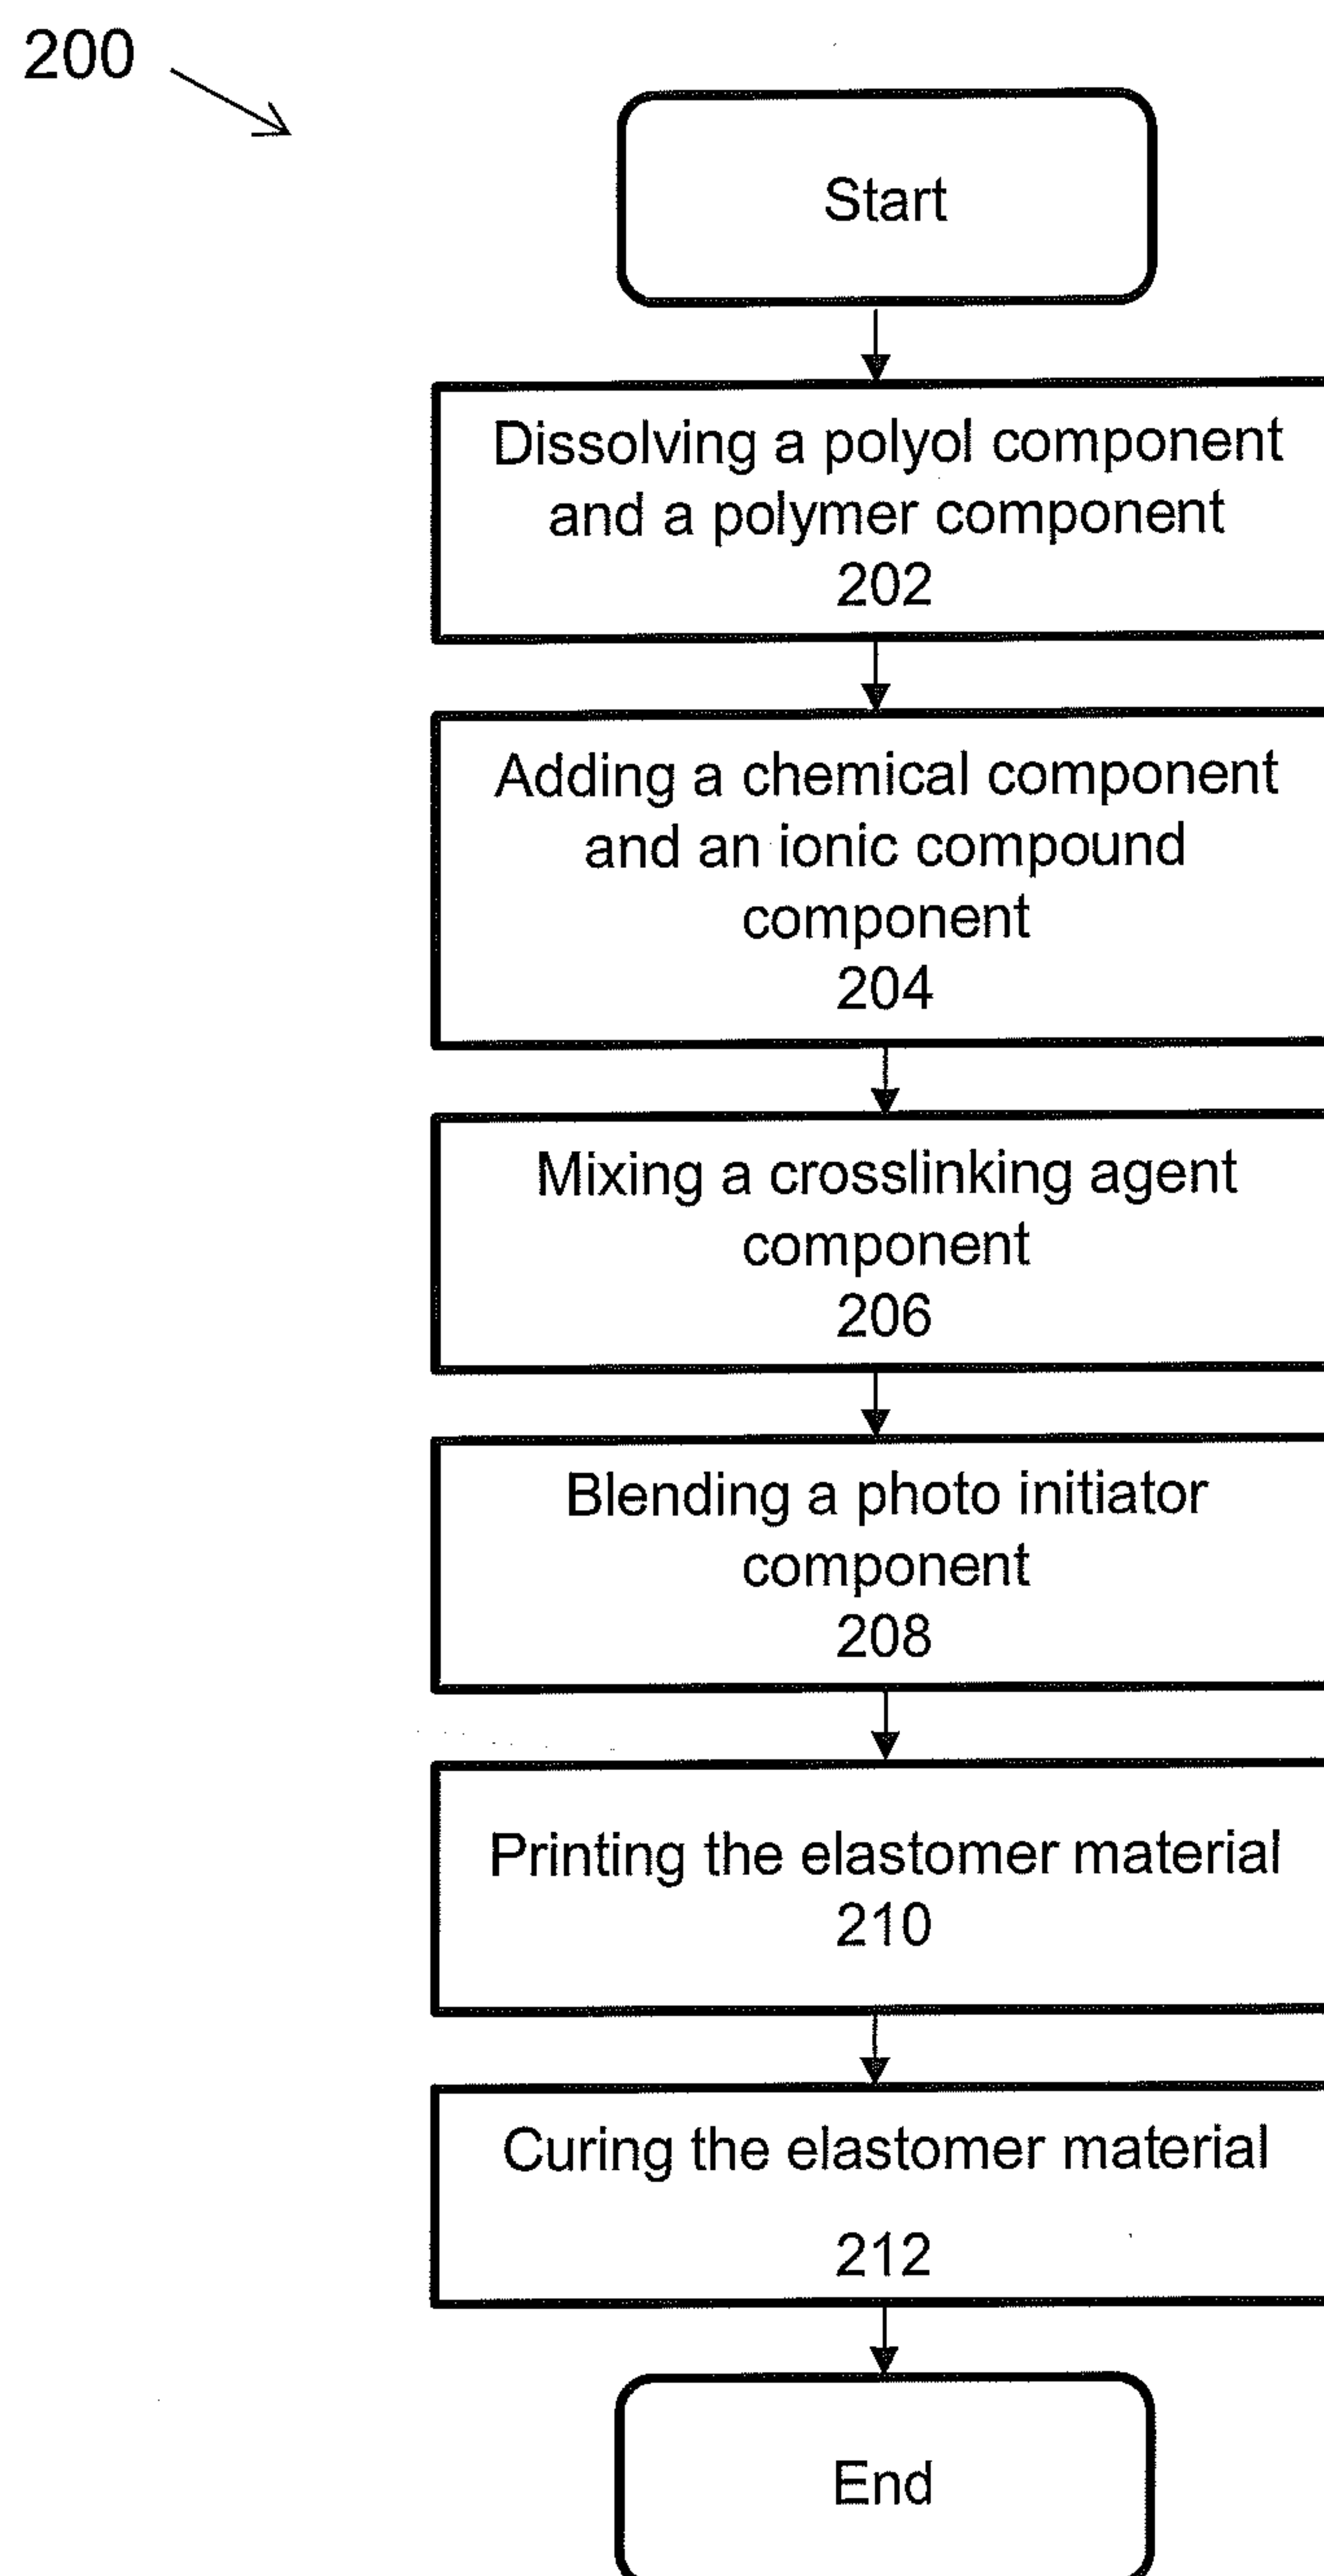 200
Start
Dissolving a polyol component
and a polymer component
202
Adding a chemical component
and an ionic compound
component
204
Mixing a crosslinking agent
component
206
Blending a photo initiator
component
208
Printing the elastomer material
210
Curing the elastomer material
212
End